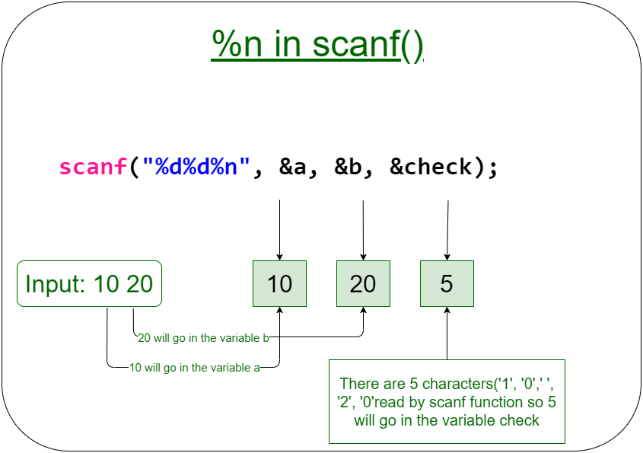 %n in scanf()
scanf("%d%d%n", &a, &b, &check);
Input: 10 20
10
20
5
20 will go in the variable b
10 will go in the variable a
There are 5 characters('1', '0',' ',
'2', '0'read by scanf function so 5
will go in the variable check